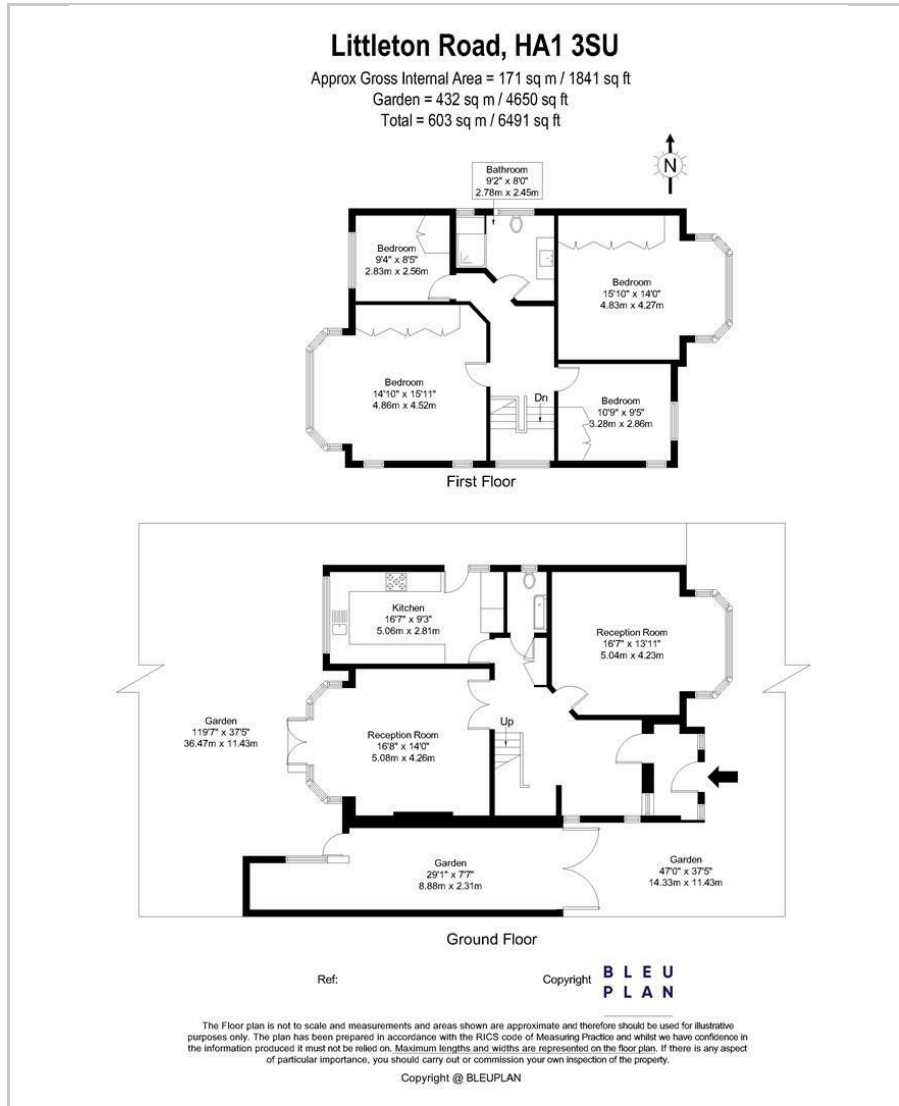 Littleton Road, HA1 3SU
Approx Gross Internal Area = 171 sq m / 1841 sq ft
Garden = 432 sq m / 4650 sq ft
Total = 603 sq m / 6491 sq ft
N
Bathroom
9'2" x 8'0"
2.78m x 2.45m
Bedroom
9'4" x 8'5"
2.83m x 2.56m
Bedroom
15'10" x 14'0"
4.83m x 4.27m
Bedroom
14'10" x 15'11"
4.86m x 4.52m
Dn
Bedroom
10'9" x 9'5"
3.28m x 2.86m
First Floor
Kitchen
16'7" x 9'3"
5.06m x 2.81m
Reception Room
16'7" x 13'11"
5.04m x 4.23m
Garden
119'7" x 37'5"
36.47m x 11.43m
Reception Room
16'8" x 14'0"
5.08m x 4.26m
Up
Garden
29'1" x 7'7"
8.88m x 2.31m
Garden
47'0" x 37'5"
14.33m x 11.43m
Ground Floor
Ref:
Copyright
BLEU
PLAN
The Floor plan is not to scale and measurements and areas shown are approximate and therefore should be used for illustrative
purposes only. The plan has been prepared in accordance with the RICS code of Measuring Practice and whilst we have confidence in
the information produced it must not be relied on. Maximum lengths and widths are represented on the floor plan. If there is any aspect
of particular importance, you should carry out or commission your own inspection of the property.
Copyright @ BLEUPLAN